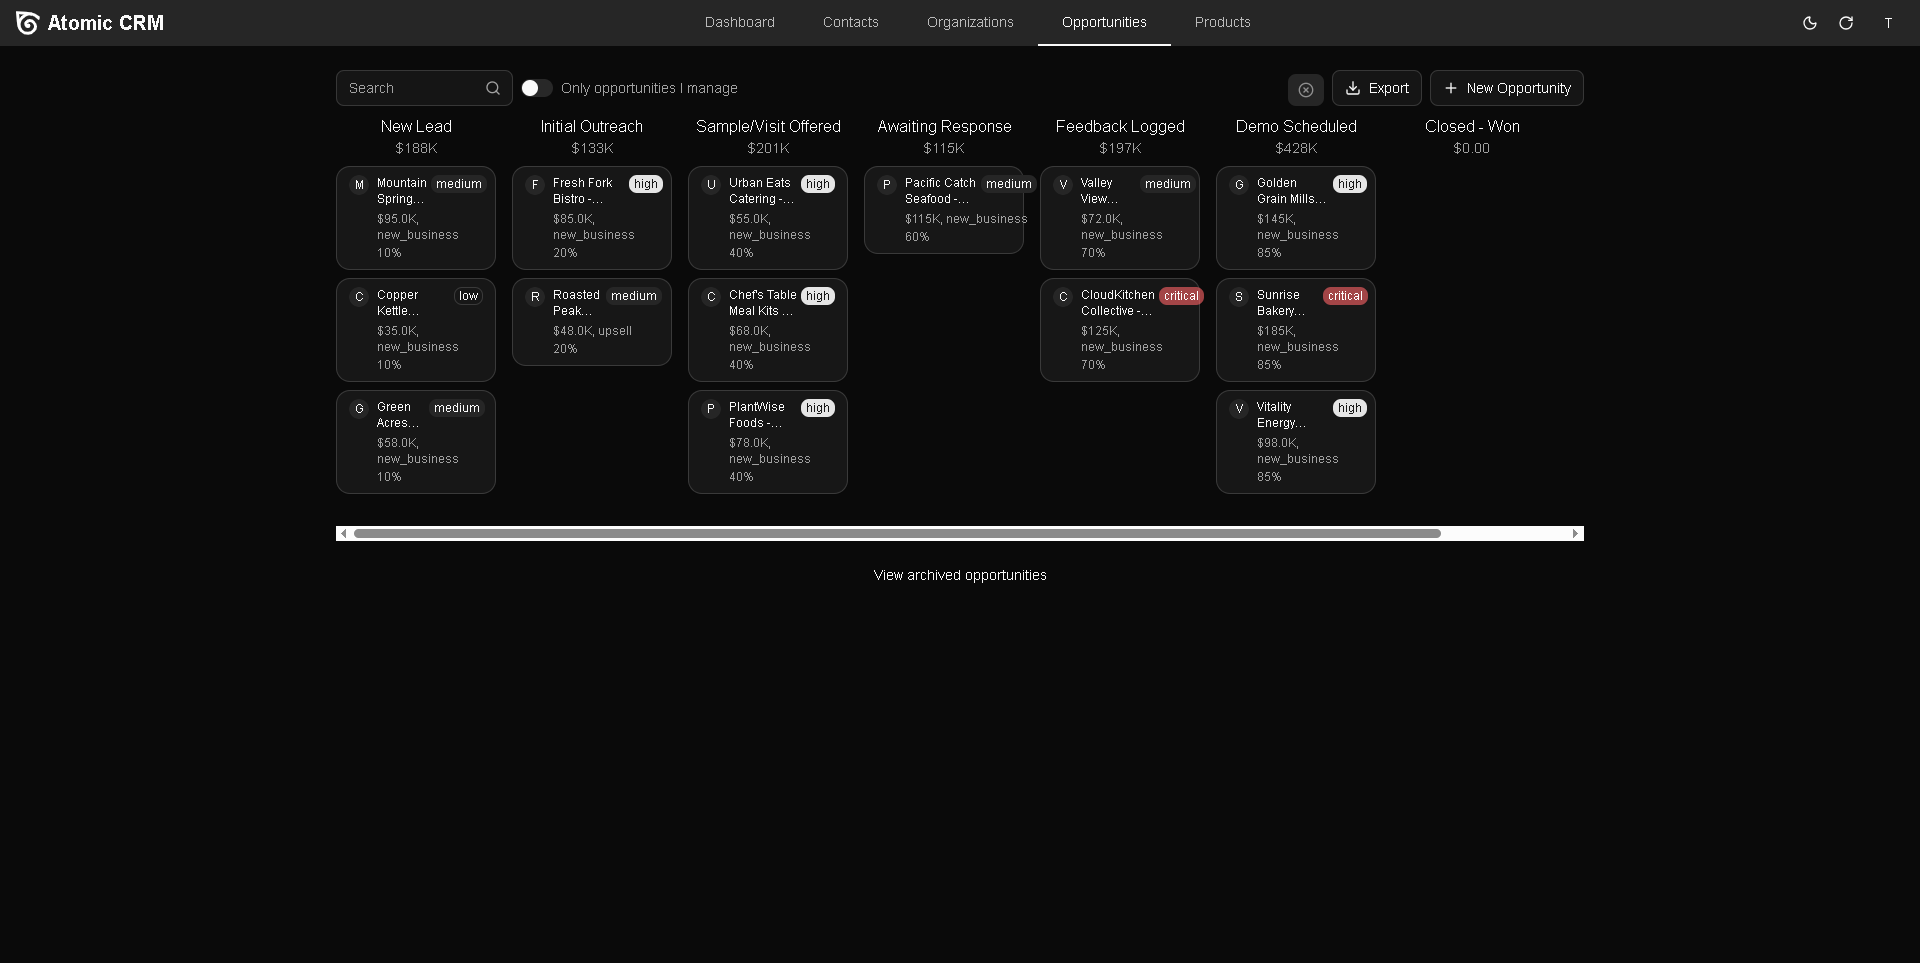 Atomic CRM
Dashboard
Contacts
Organizations
Opportunities
Products
T
Search
Only opportunities I manage
Export
New Opportunity
New Lead
$188K
M
Mountain
Spring...
medium
$95.0K,
new_business
10%
C
Copper
Kettle...
low
$35.0K,
new_business
10%
G
Green
Acres...
medium
$58.0K,
new_business
10%
Initial Outreach
$133K
F
Fresh Fork
Bistro -...
high
$85.0K,
new_business
20%
R
Roasted
Peak...
medium
$48.0K, upsell
20%
Sample/Visit Offered
$201K
U
Urban Eats
Catering -...
high
$55.0K,
new_business
40%
C
Chef's Table
Meal Kits ...
high
$68.0K,
new_business
40%
P
PlantWise
Foods -...
high
$78.0K,
new_business
40%
Awaiting Response
$115K
P
Pacific Catch
Seafood -...
medium
$115K, new_business
60%
Feedback Logged
$197K
V
Valley
View...
medium
$72.0K,
new_business
70%
C
CloudKitchen
Collective -...
critical
$125K,
new_business
70%
Demo Scheduled
$428K
G
Golden
Grain Mills...
high
$145K,
new_business
85%
S
Sunrise
Bakery...
critical
$185K,
new_business
85%
V
Vitality
Energy...
high
$98.0K,
new_business
85%
Closed - Won
$0.00
View archived opportunities